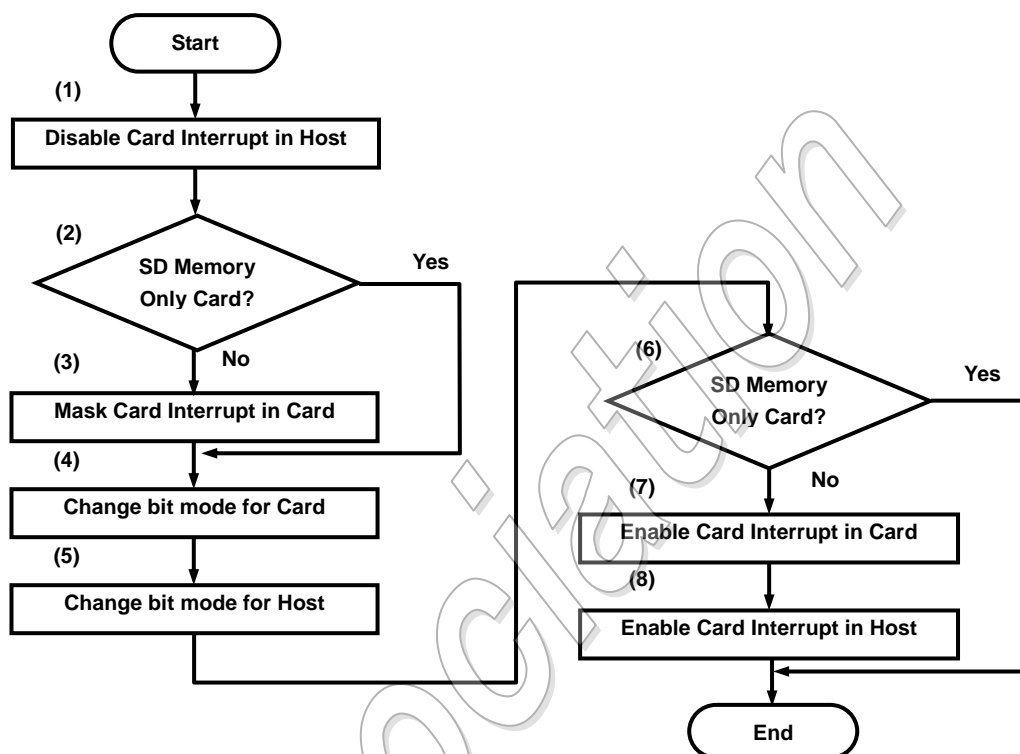 Start
(1)
Disable Card Interrupt in Host
(2)
SD Memory
Only Card?
Yes
No
(3)
Mask Card Interrupt in Card
(4)
Change bit mode for Card
(5)
Change bit mode for Host
(6)
SD Memory
Only Card?
Yes
No
(7)
Enable Card Interrupt in Card
(8)
Enable Card Interrupt in Host
End
ociation